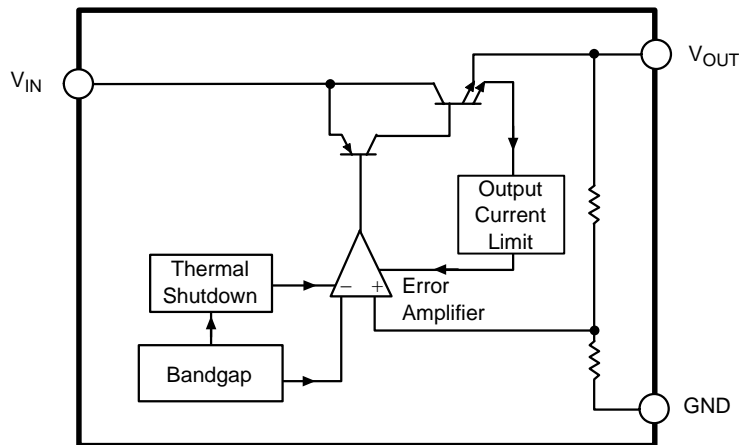 V_IN
V_OUT
Output
Current
Limit
Thermal
Shutdown
− +
Error
Amplifier
Bandgap
GND